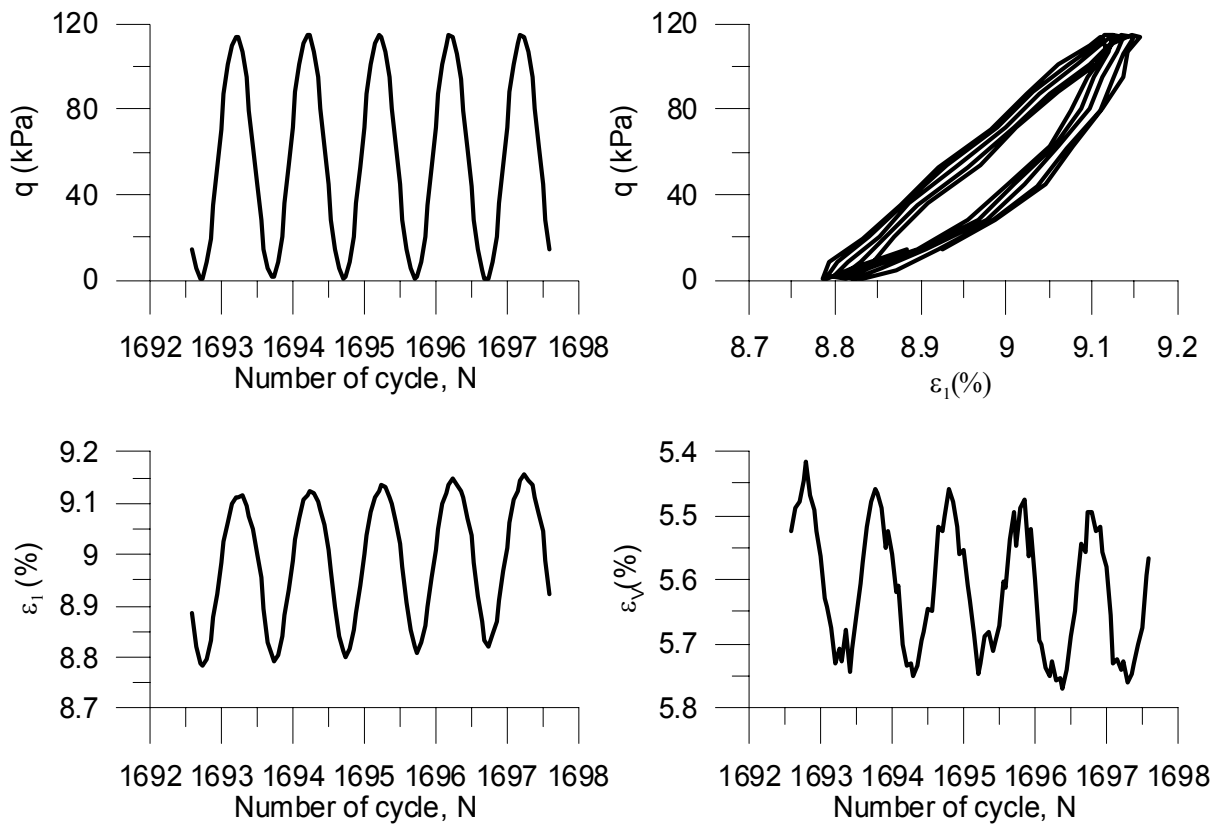 120
80
40
0
q (kPa)
1692 1693 1694 1695 1696 1697 1698
Number of cycle, N
120
80
40
0
q (kPa)
8.7 8.8 8.9 9 9.1 9.2
ε₁(%)
9.2
9.1
9
8.9
8.8
8.7
ε₁ (%)
1692 1693 1694 1695 1696 1697 1698
Number of cycle, N
5.4
5.5
5.6
5.7
5.8
εᵥ(%)
1692 1693 1694 1695 1696 1697 1698
Number of cycle, N